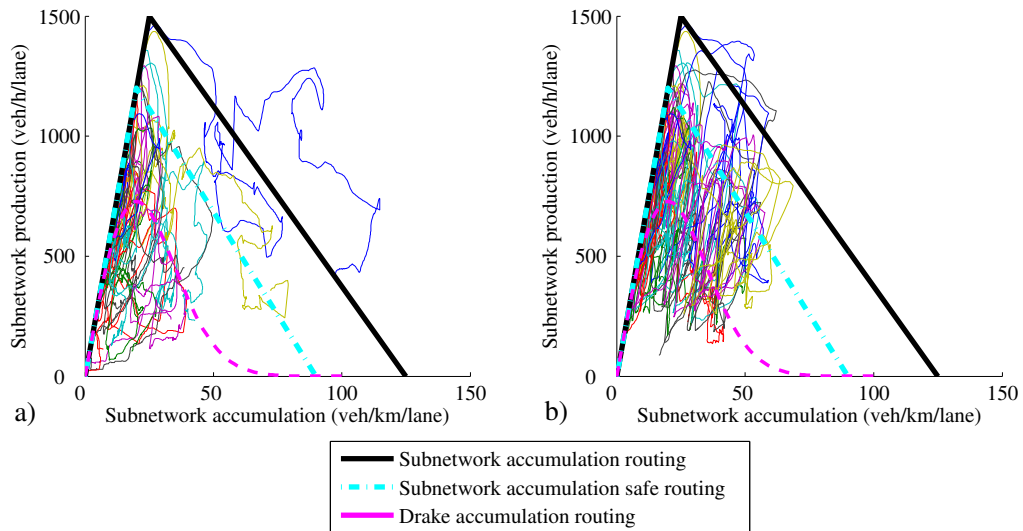 Subnetwork production (veh/h/lane)
1500
1000
500
0
0
50
100
150
a)
Subnetwork accumulation (veh/km/lane)
Subnetwork production (veh/h/lane)
1500
1000
500
0
0
50
100
150
b)
Subnetwork accumulation (veh/km/lane)
Subnetwork accumulation routing
Subnetwork accumulation safe routing
Drake accumulation routing